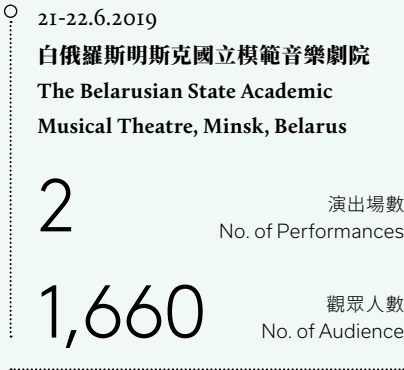 21-22.6.2019
白俄羅斯明斯克國立模範音樂劇院
The Belarusian State Academic
Musical Theatre, Minsk, Belarus
2
演出場數
No. of Performances
1,660
觀眾人數
No. of Audience